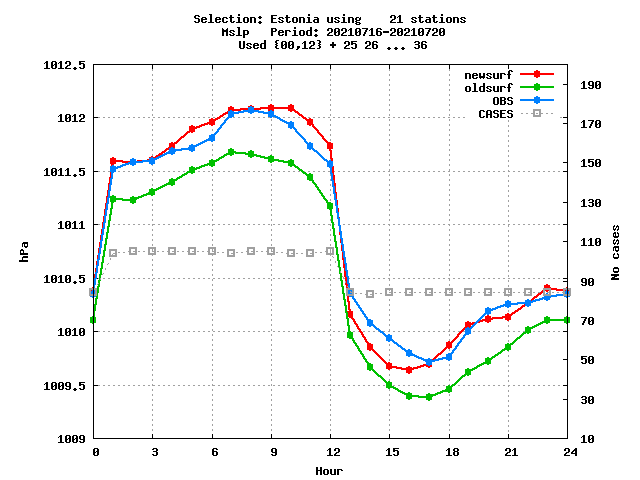 Selection: Estonia using    21 stations
Mslp   Period: 20210716-20210720
Used {00,12} + 25 26 ... 36
newsurf
oldsurf
OBS
CASES
1012.5
1012
1011.5
1011
1010.5
1010
1009.5
1009
hPa
190
170
150
130
110
90
70
50
30
10
No cases
0 3 6 9 12 15 18 21 24
Hour